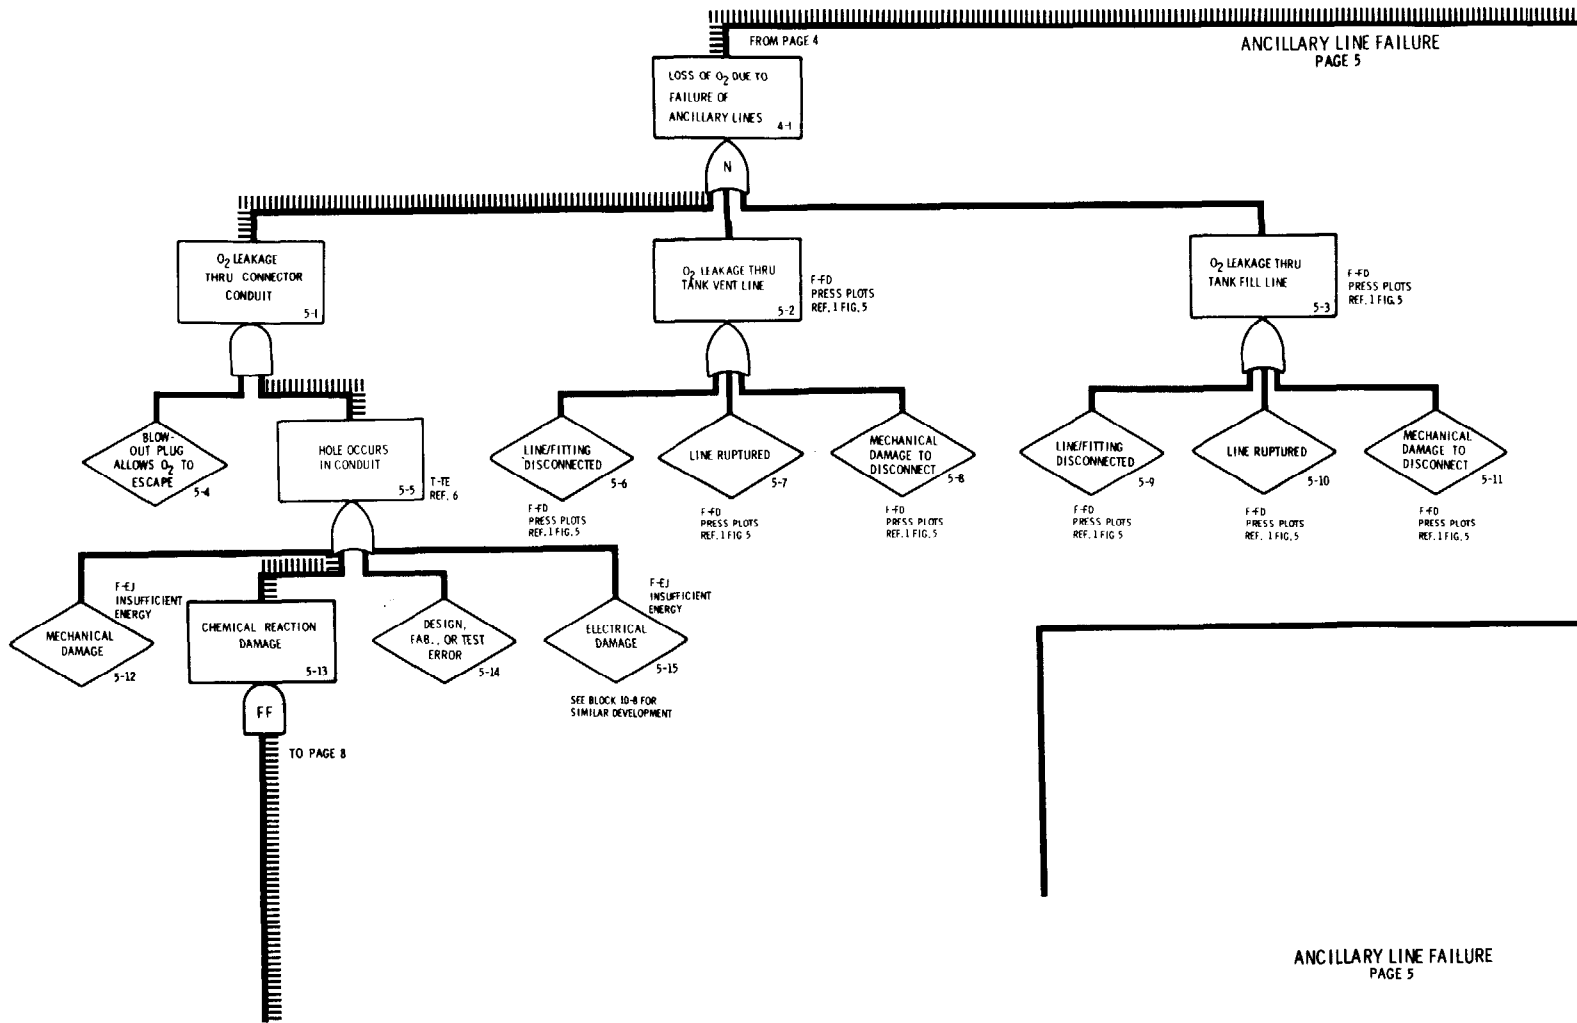 FROM PAGE 4
ANCILLARY LINE FAILURE
PAGE 5
LOSS OF O2 DUE TO
FAILURE OF
ANCILLARY LINES
4-1
N
O2 LEAKAGE
THRU CONNECTOR
CONDUIT
5-1
O2 LEAKAGE THRU
TANK VENT LINE
5-2
F-FD
PRESS PLOTS
REF. 1 FIG. 5
O2 LEAKAGE THRU
TANK FILL LINE
5-3
F-FD
PRESS PLOTS
REF. 1 FIG. 5
BLOW-
OUT PLUG
ALLOWS O2 TO
ESCAPE
5-4
HOLE OCCURS
IN CONDUIT
5-5
T-TE
REF. 6
LINE/FITTING
DISCONNECTED
5-6
F-FD
PRESS PLOTS
REF. 1 FIG. 5
LINE RUPTURED
5-7
F-FD
PRESS PLOTS
REF. 1 FIG 5
MECHANICAL
DAMAGE TO
DISCONNECT
5-8
F-FD
PRESS PLOTS
REF. 1 FIG. 5
LINE/FITTING
DISCONNECTED
5-9
F-FD
PRESS PLOTS
REF. 1 FIG. 5
LINE RUPTURED
5-10
F-FD
PRESS PLOTS
REF. 1 FIG. 5
MECHANICAL
DAMAGE TO
DISCONNECT
5-11
F-FD
PRESS PLOTS
REF. 1 FIG. 5
F-EJ
INSUFFICIENT
ENERGY
MECHANICAL
DAMAGE
5-12
CHEMICAL REACTION
DAMAGE
5-13
DESIGN,
FAB., OR TEST
ERROR
5-14
F-EJ
INSUFFICIENT
ENERGY
ELECTRICAL
DAMAGE
5-15
SEE BLOCK 10-8 FOR
SIMILAR DEVELOPMENT
FF
TO PAGE 8
ANCILLARY LINE FAILURE
PAGE 5